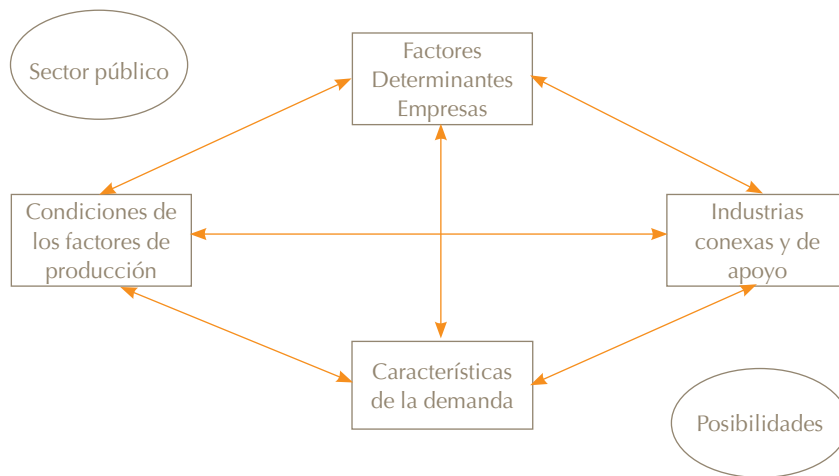 Sector público
Factores
Determinantes
Empresas
Condiciones de
los factores de
producción
Industrias
conexas y de
apoyo
Características
de la demanda
Posibilidades